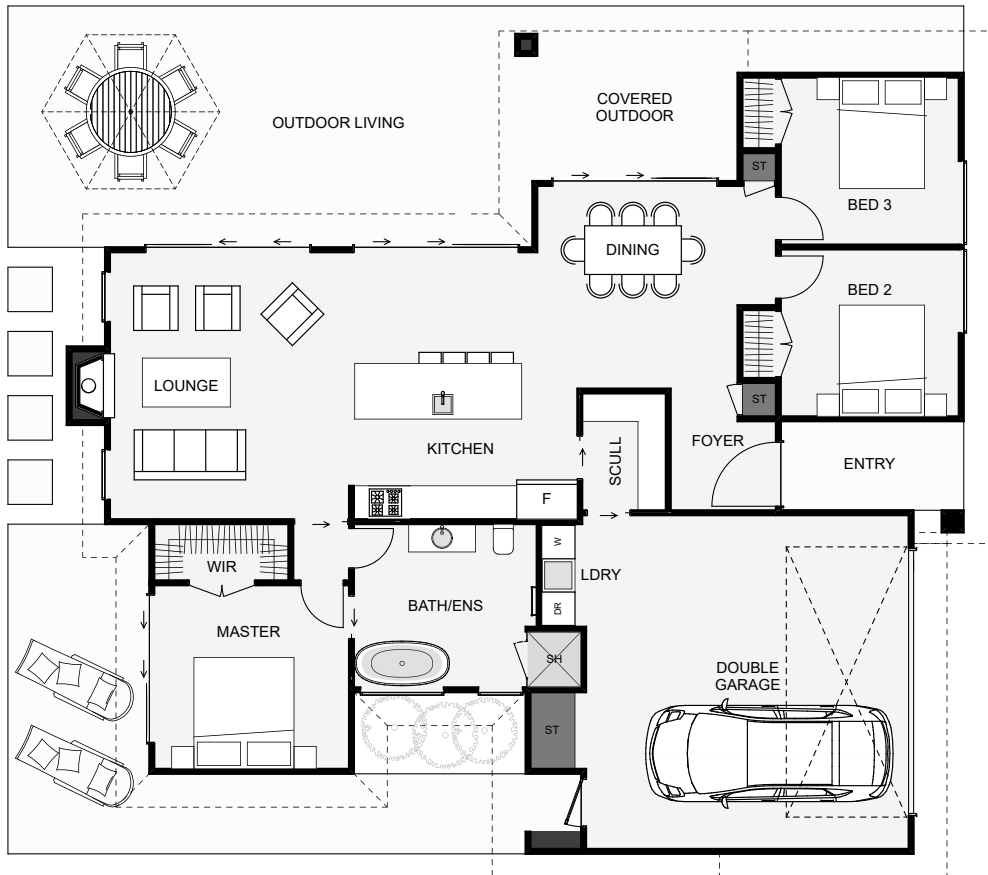 COVERED
OUTDOOR
OUTDOOR LIVING
ST
BED 3
DINING
BED 2
LOUNGE
ST
KITCHEN
SCULL
FOYER
ENTRY
F
W
WIR
LDRY
BATH/ENS
DR
MASTER
SH
DOUBLE
GARAGE
ST